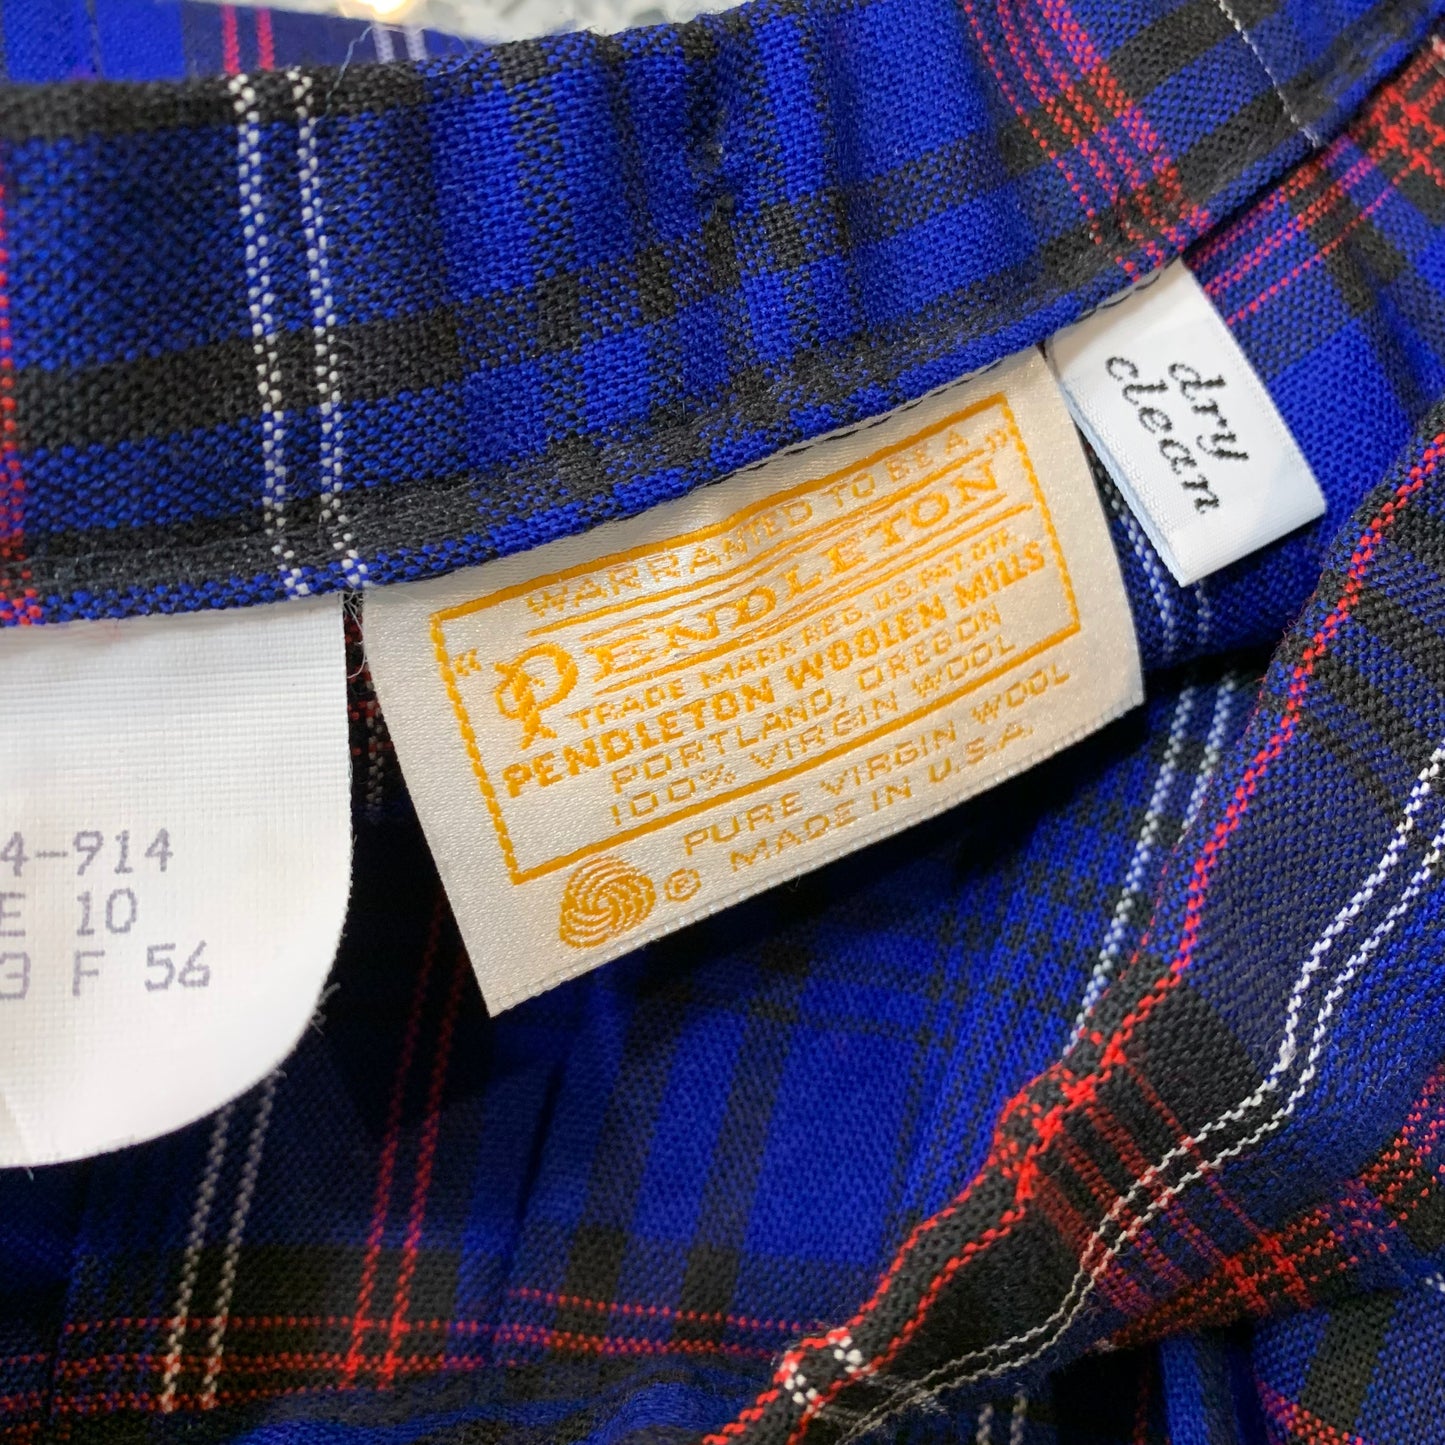 WARRANTED TO BE A
"PENDLETON"
TRADE MARK REG. U.S. PAT. OFF.
PENDLETON WOOLEN MILLS
PORTLAND, OREGON
100% VIRGIN WOOL
PURE VIRGIN WOOL
® MADE IN U.S.A.
dry
clean
4-914
E 10
3 F 56